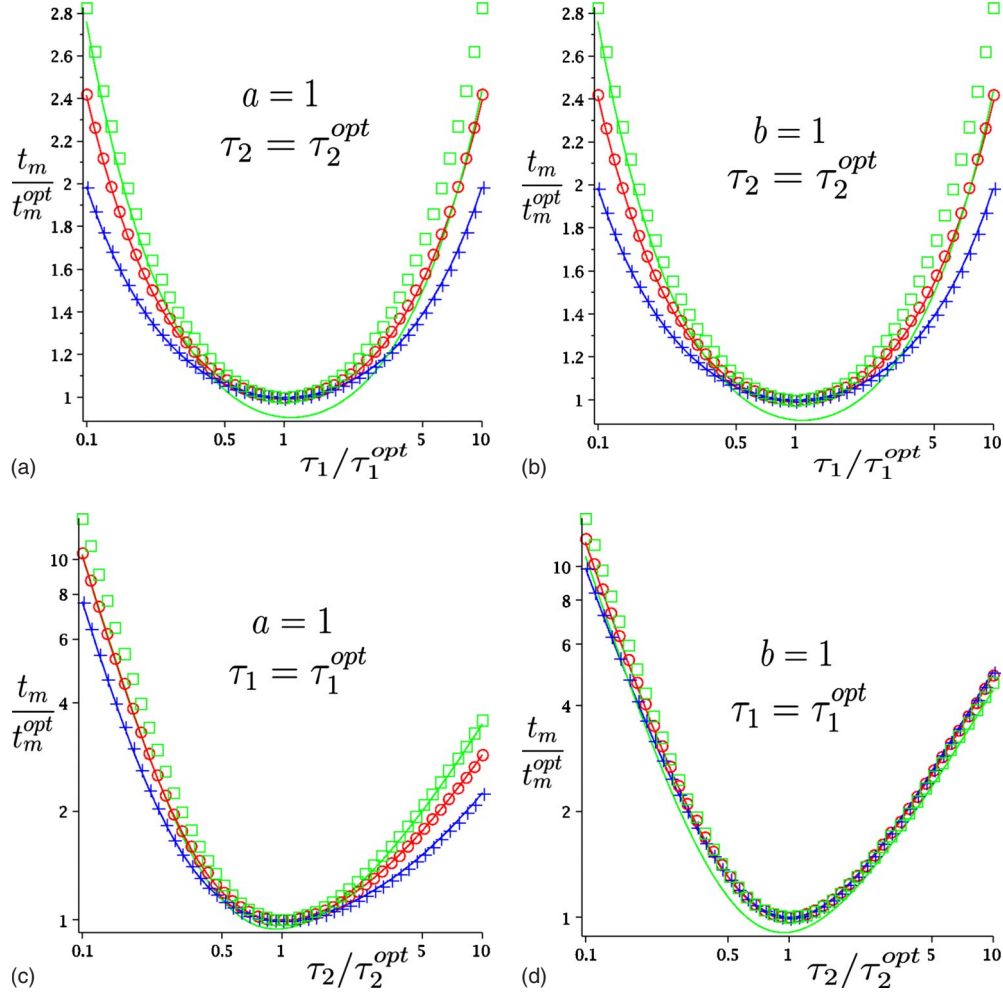 2.8
2.6
2.4
2.2
t_m
t_m^{opt}
2
1.8
1.6
1.4
1.2
1
a = 1
τ_2 = τ_2^{opt}
0.1 0.5 1 5 10
(a) τ_1/τ_1^{opt}
2.8
2.6
2.4
2.2
t_m
t_m^{opt}
2
1.8
1.6
1.4
1.2
1
b = 1
τ_2 = τ_2^{opt}
0.1 0.5 1 5 10
(b) τ_1/τ_1^{opt}
10
8
6
4
t_m
t_m^{opt}
2
1
a = 1
τ_1 = τ_1^{opt}
0.1 0.5 1 5 10
(c) τ_2/τ_2^{opt}
10
8
6
4
t_m
t_m^{opt}
2
1
b = 1
τ_1 = τ_1^{opt}
0.1 0.5 1 5 10
(d) τ_2/τ_2^{opt}